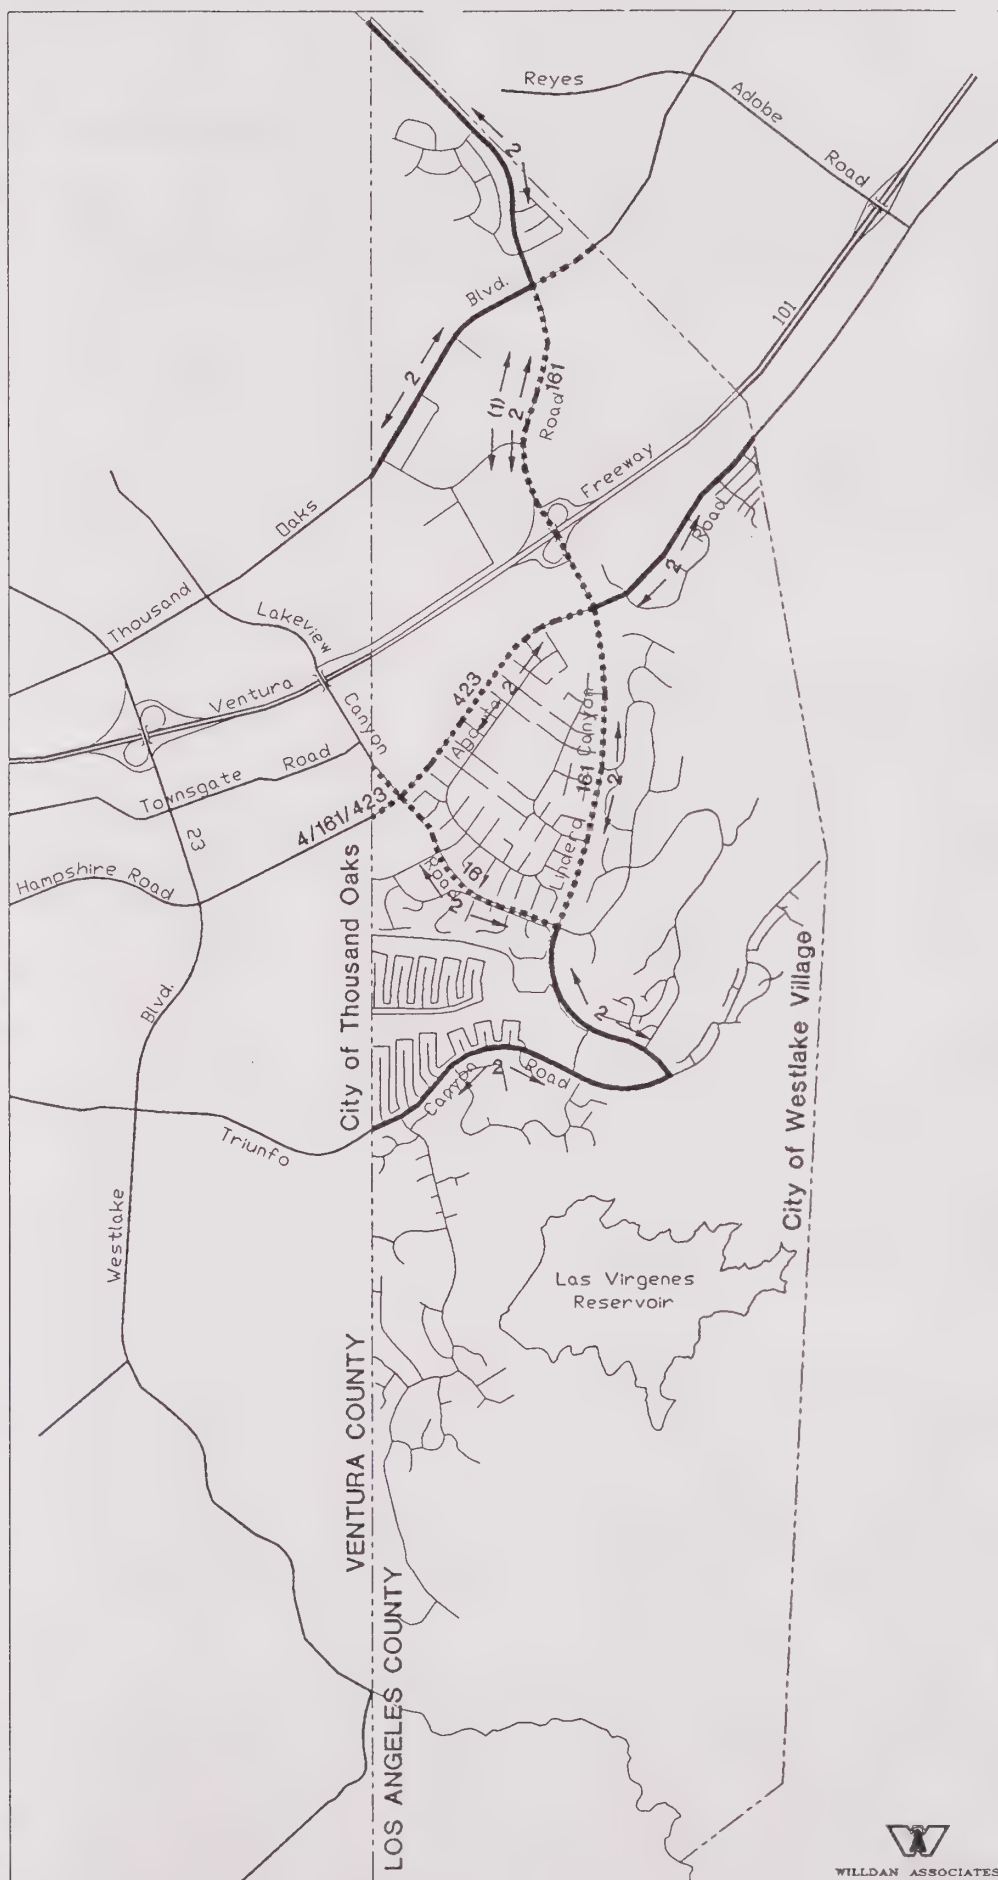 Reyes
Adobe
Road
2
Blvd.
2
101
(1)
2
161
Road
Freeway
Oaks
Road
2
Thousand
Lakeview
Ventura
Canyon
423
Agoura
2
Canyon
161
2
Townsgate Road
23
4/161/423
Lindero
Hampshire Road
161
Road
2
City of Thousand Oaks
Blvd.
2
City of Westlake Village
Canyon
2
Road
Triunfo
Westlake
Las Virgenes
Reservoir
VENTURA COUNTY
LOS ANGELES COUNTY
WILLDAN ASSOCIATES